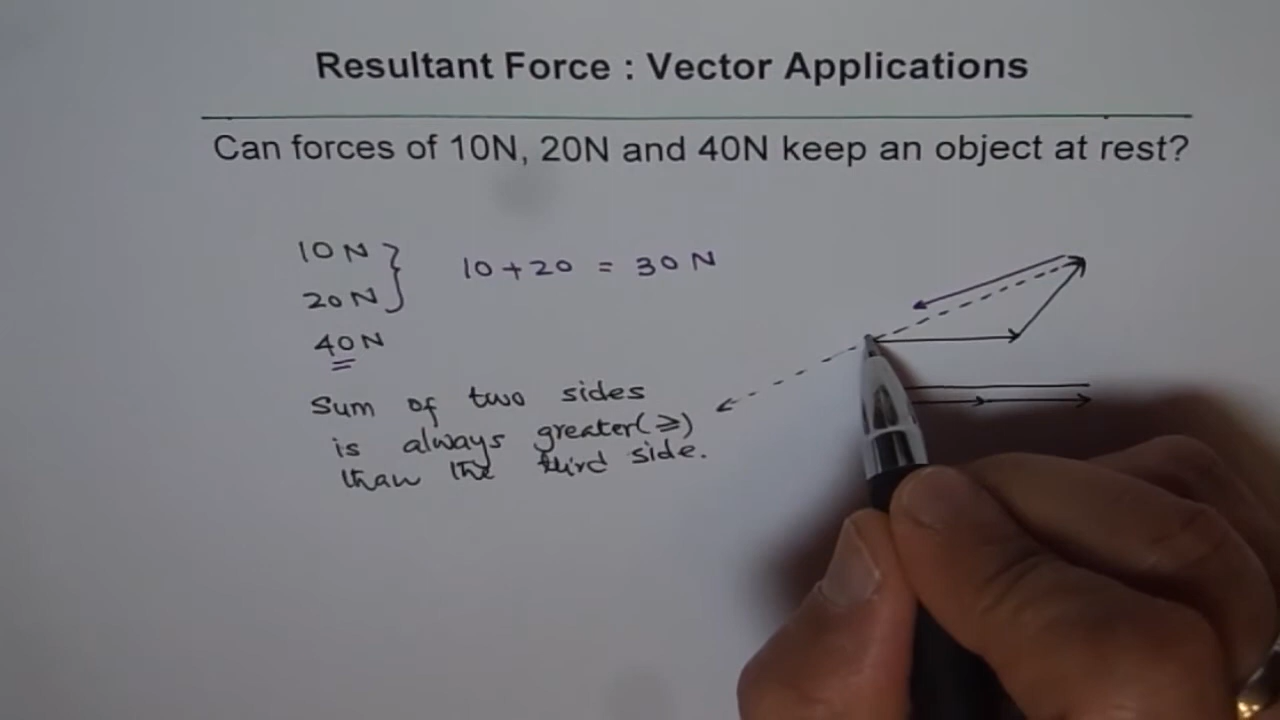 Resultant Force : Vector Applications
Can forces of 10N, 20N and 40N keep an object at rest?
10 N
20 N
10 + 20 = 30 N
40 N
Sum of two sides
is always greater(≥)
than the third side.